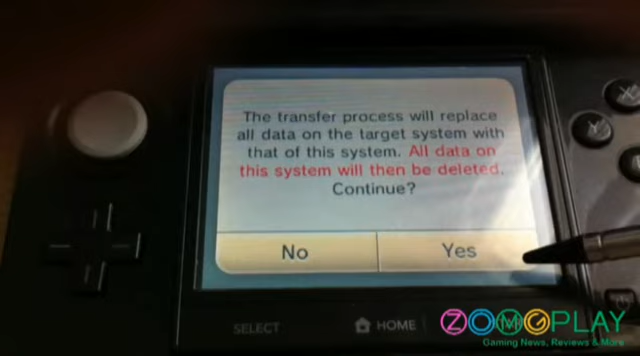 The transfer process will replace
all data on the target system with
that of this system. All data on
this system will then be deleted.
Continue?
No
Yes
SELECT
HOME
ZOMGPLAY
Gaming News, Reviews & More